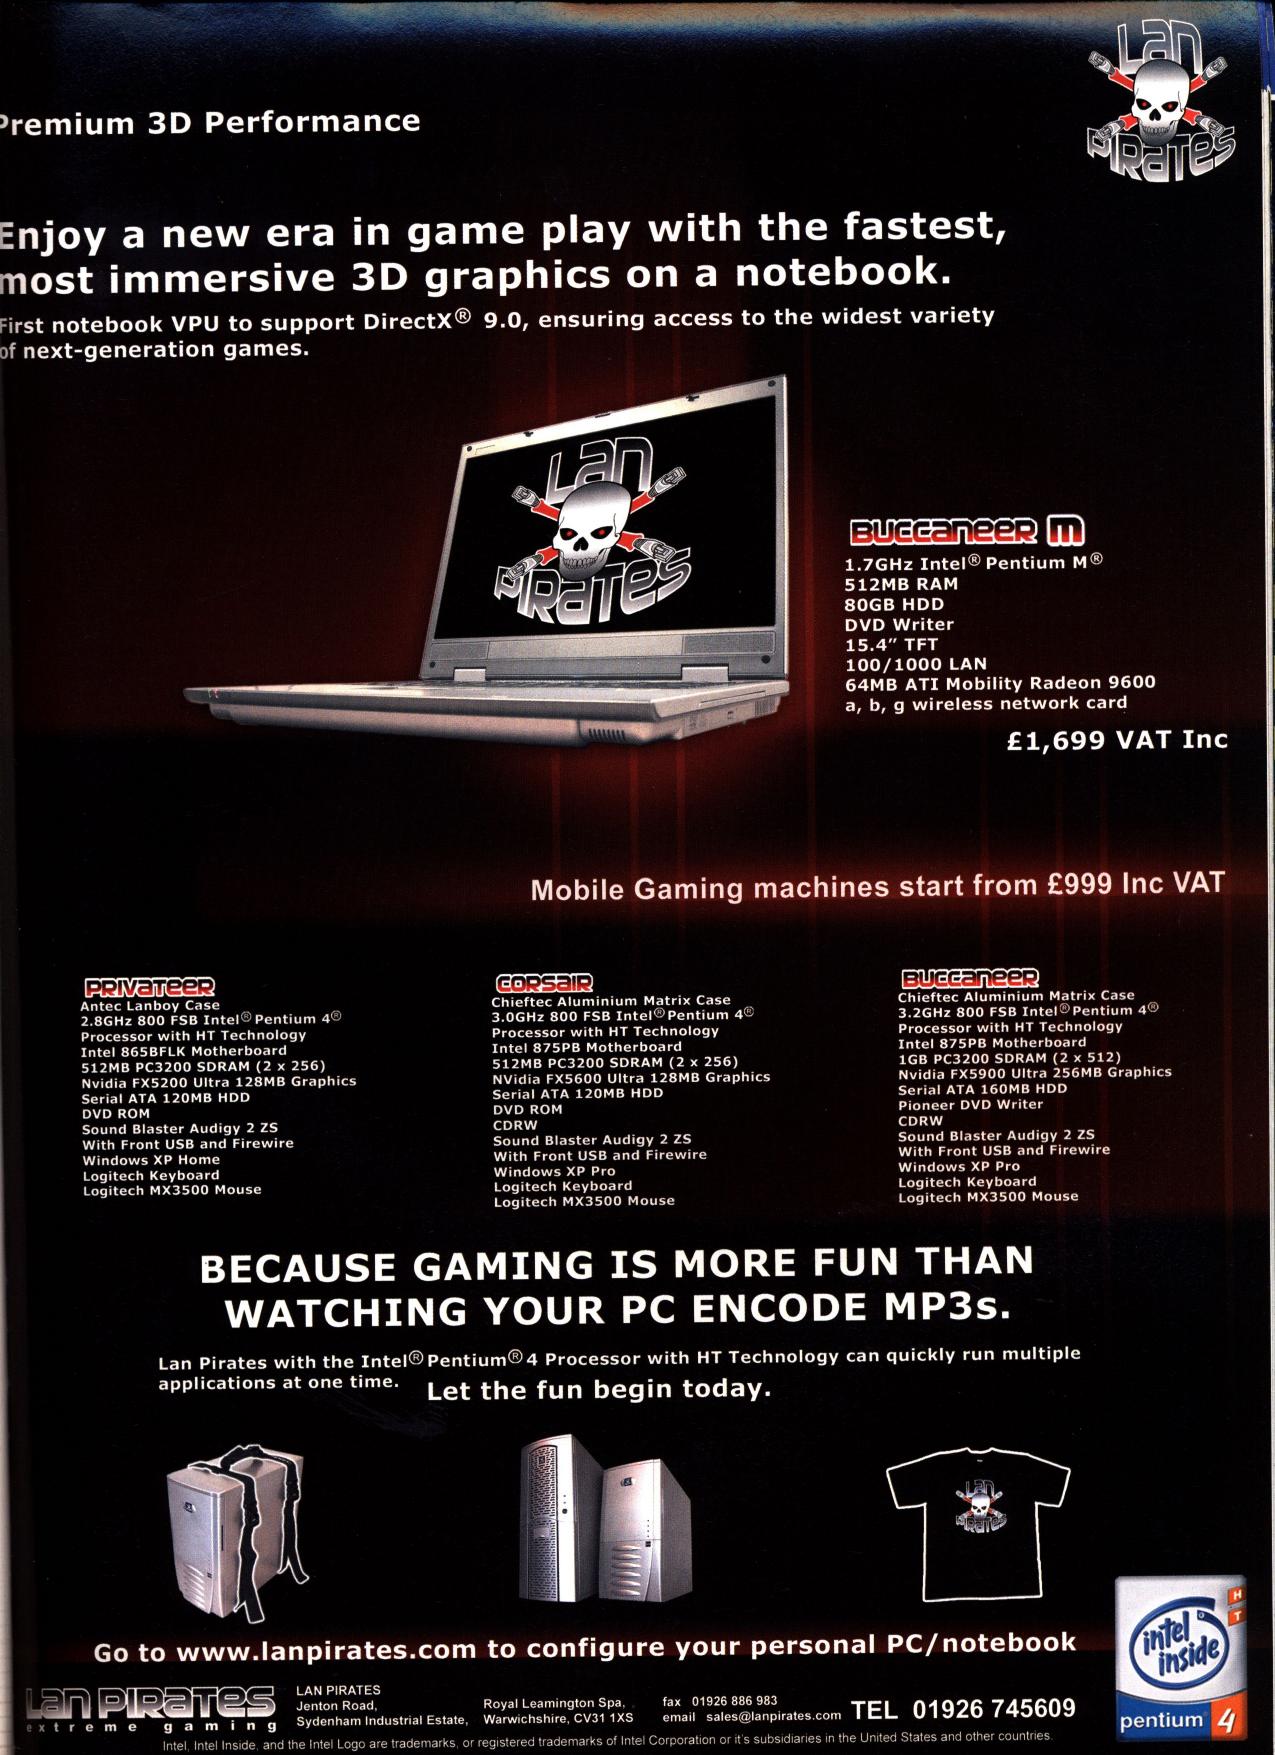 LAN
PIRATES
Premium 3D Performance
Enjoy a new era in game play with the fastest,
most immersive 3D graphics on a notebook.
First notebook VPU to support DirectX® 9.0, ensuring access to the widest variety
of next-generation games.
LAN
PIRATES
BUCCANEER M
1.7GHz Intel® Pentium M®
512MB RAM
80GB HDD
DVD Writer
15.4" TFT
100/1000 LAN
64MB ATI Mobility Radeon 9600
a, b, g wireless network card
£1,699 VAT Inc
Mobile Gaming machines start from £999 Inc VAT
PRIVATEER
Antec Lanboy Case
2.8GHz 800 FSB Intel® Pentium 4®
Processor with HT Technology
Intel 865BFLK Motherboard
512MB PC3200 SDRAM (2 x 256)
Nvidia FX5200 Ultra 128MB Graphics
Serial ATA 120MB HDD
DVD ROM
Sound Blaster Audigy 2 ZS
With Front USB and Firewire
Windows XP Home
Logitech Keyboard
Logitech MX3500 Mouse
CORSAIR
Chieftec Aluminium Matrix Case
3.0GHz 800 FSB Intel® Pentium 4®
Processor with HT Technology
Intel 875PB Motherboard
512MB PC3200 SDRAM (2 x 256)
NVidia FX5600 Ultra 128MB Graphics
Serial ATA 120MB HDD
DVD ROM
CDRW
Sound Blaster Audigy 2 ZS
With Front USB and Firewire
Windows XP Pro
Logitech Keyboard
Logitech MX3500 Mouse
BUCCANEER
Chieftec Aluminium Matrix Case
3.2GHz 800 FSB Intel® Pentium 4®
Processor with HT Technology
Intel 875PB Motherboard
1GB PC3200 SDRAM (2 x 512)
Nvidia FX5900 Ultra 256MB Graphics
Serial ATA 160MB HDD
Pioneer DVD Writer
CDRW
Sound Blaster Audigy 2 ZS
With Front USB and Firewire
Windows XP Pro
Logitech Keyboard
Logitech MX3500 Mouse
BECAUSE GAMING IS MORE FUN THAN
WATCHING YOUR PC ENCODE MP3s.
Lan Pirates with the Intel® Pentium® 4 Processor with HT Technology can quickly run multiple
applications at one time. Let the fun begin today.
LAN
PIRATES
Go to www.lanpirates.com to configure your personal PC/notebook
LAN PIRATES
extreme gaming
LAN PIRATES
Jenton Road,
Sydenham Industrial Estate,
Royal Leamington Spa,
Warwichshire, CV31 1XS
fax 01926 886 983
email sales@lanpirates.com
TEL 01926 745609
intel
inside
HT
pentium 4
Intel, Intel Inside, and the Intel Logo are trademarks, or registered trademarks of Intel Corporation or it's subsidiaries in the United States and other countries.